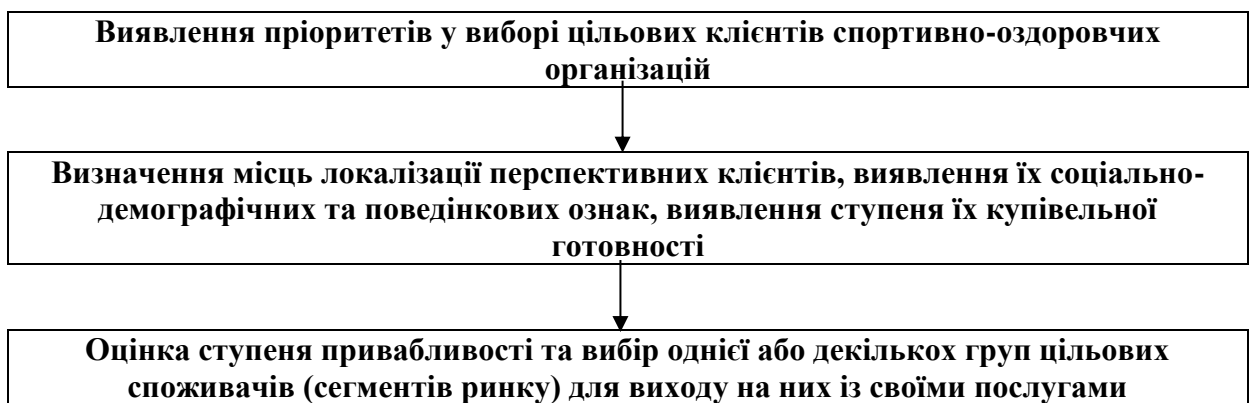 Виявлення пріоритетів у виборі цільових клієнтів спортивно-оздоровчих
організацій
Визначення місць локалізації перспективних клієнтів, виявлення їх соціально-
демографічних та поведінкових ознак, виявлення ступеня їх купівельної
готовності
Оцінка ступеня привабливості та вибір однієї або декількох груп цільових
споживачів (сегментів ринку) для виходу на них із своїми послугами